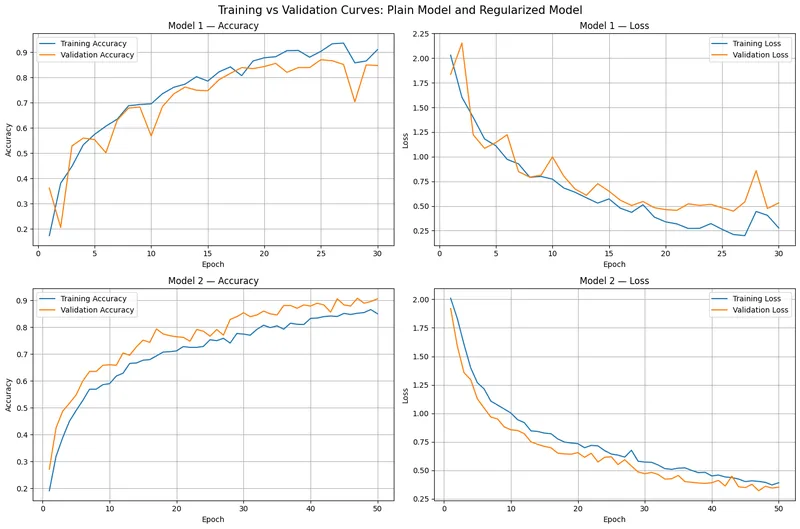 Training vs Validation Curves: Plain Model and Regularized Model
Model 1 — Accuracy
Training Accuracy
Validation Accuracy
0.9
0.8
0.7
0.6
0.5
0.4
0.3
0.2
Accuracy
0 5 10 15 20 25 30
Epoch
Model 1 — Loss
Training Loss
Validation Loss
2.25
2.00
1.75
1.50
1.25
1.00
0.75
0.50
0.25
Loss
0 5 10 15 20 25 30
Epoch
Model 2 — Accuracy
Training Accuracy
Validation Accuracy
0.9
0.8
0.7
0.6
0.5
0.4
0.3
0.2
Accuracy
0 10 20 30 40 50
Epoch
Model 2 — Loss
Training Loss
Validation Loss
2.00
1.75
1.50
1.25
1.00
0.75
0.50
0.25
Loss
0 10 20 30 40 50
Epoch